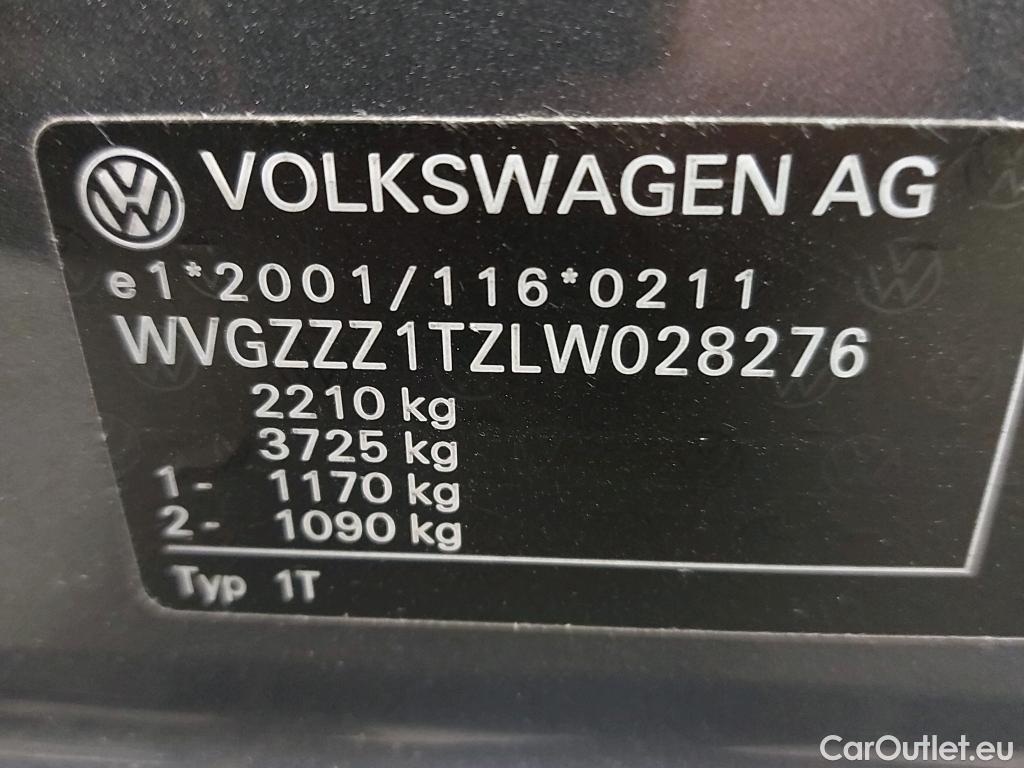 VOLKSWAGEN AG
e1*2001/116*0211
WVGZZZ1TZLW028276
2210 kg
3725 kg
1- 1170 kg
2- 1090 kg
Typ 1T
CarOutlet.eu